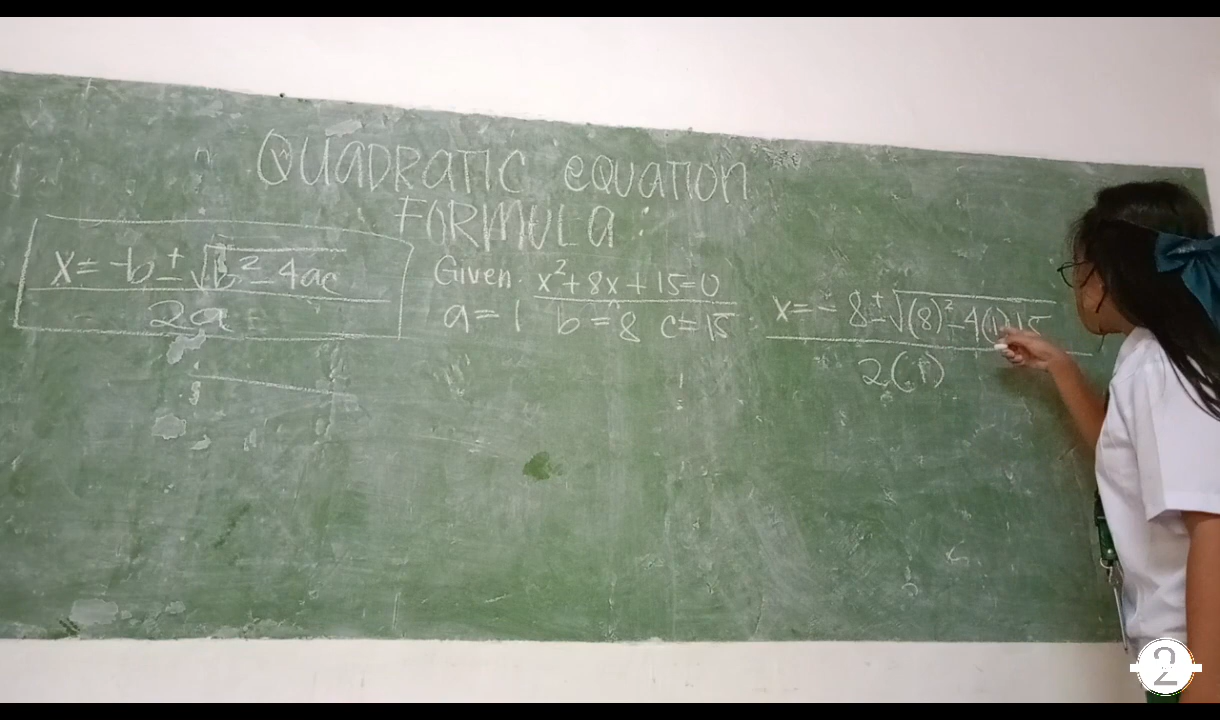 QUADRATIC equation
FORMULA:
x = -b ± √b² - 4ac
2a
Given: x² + 8x + 15 = 0
a = 1 b = 8 c = 15
x = - 8 ± √(8)² - 4(1)15
2(1)
2